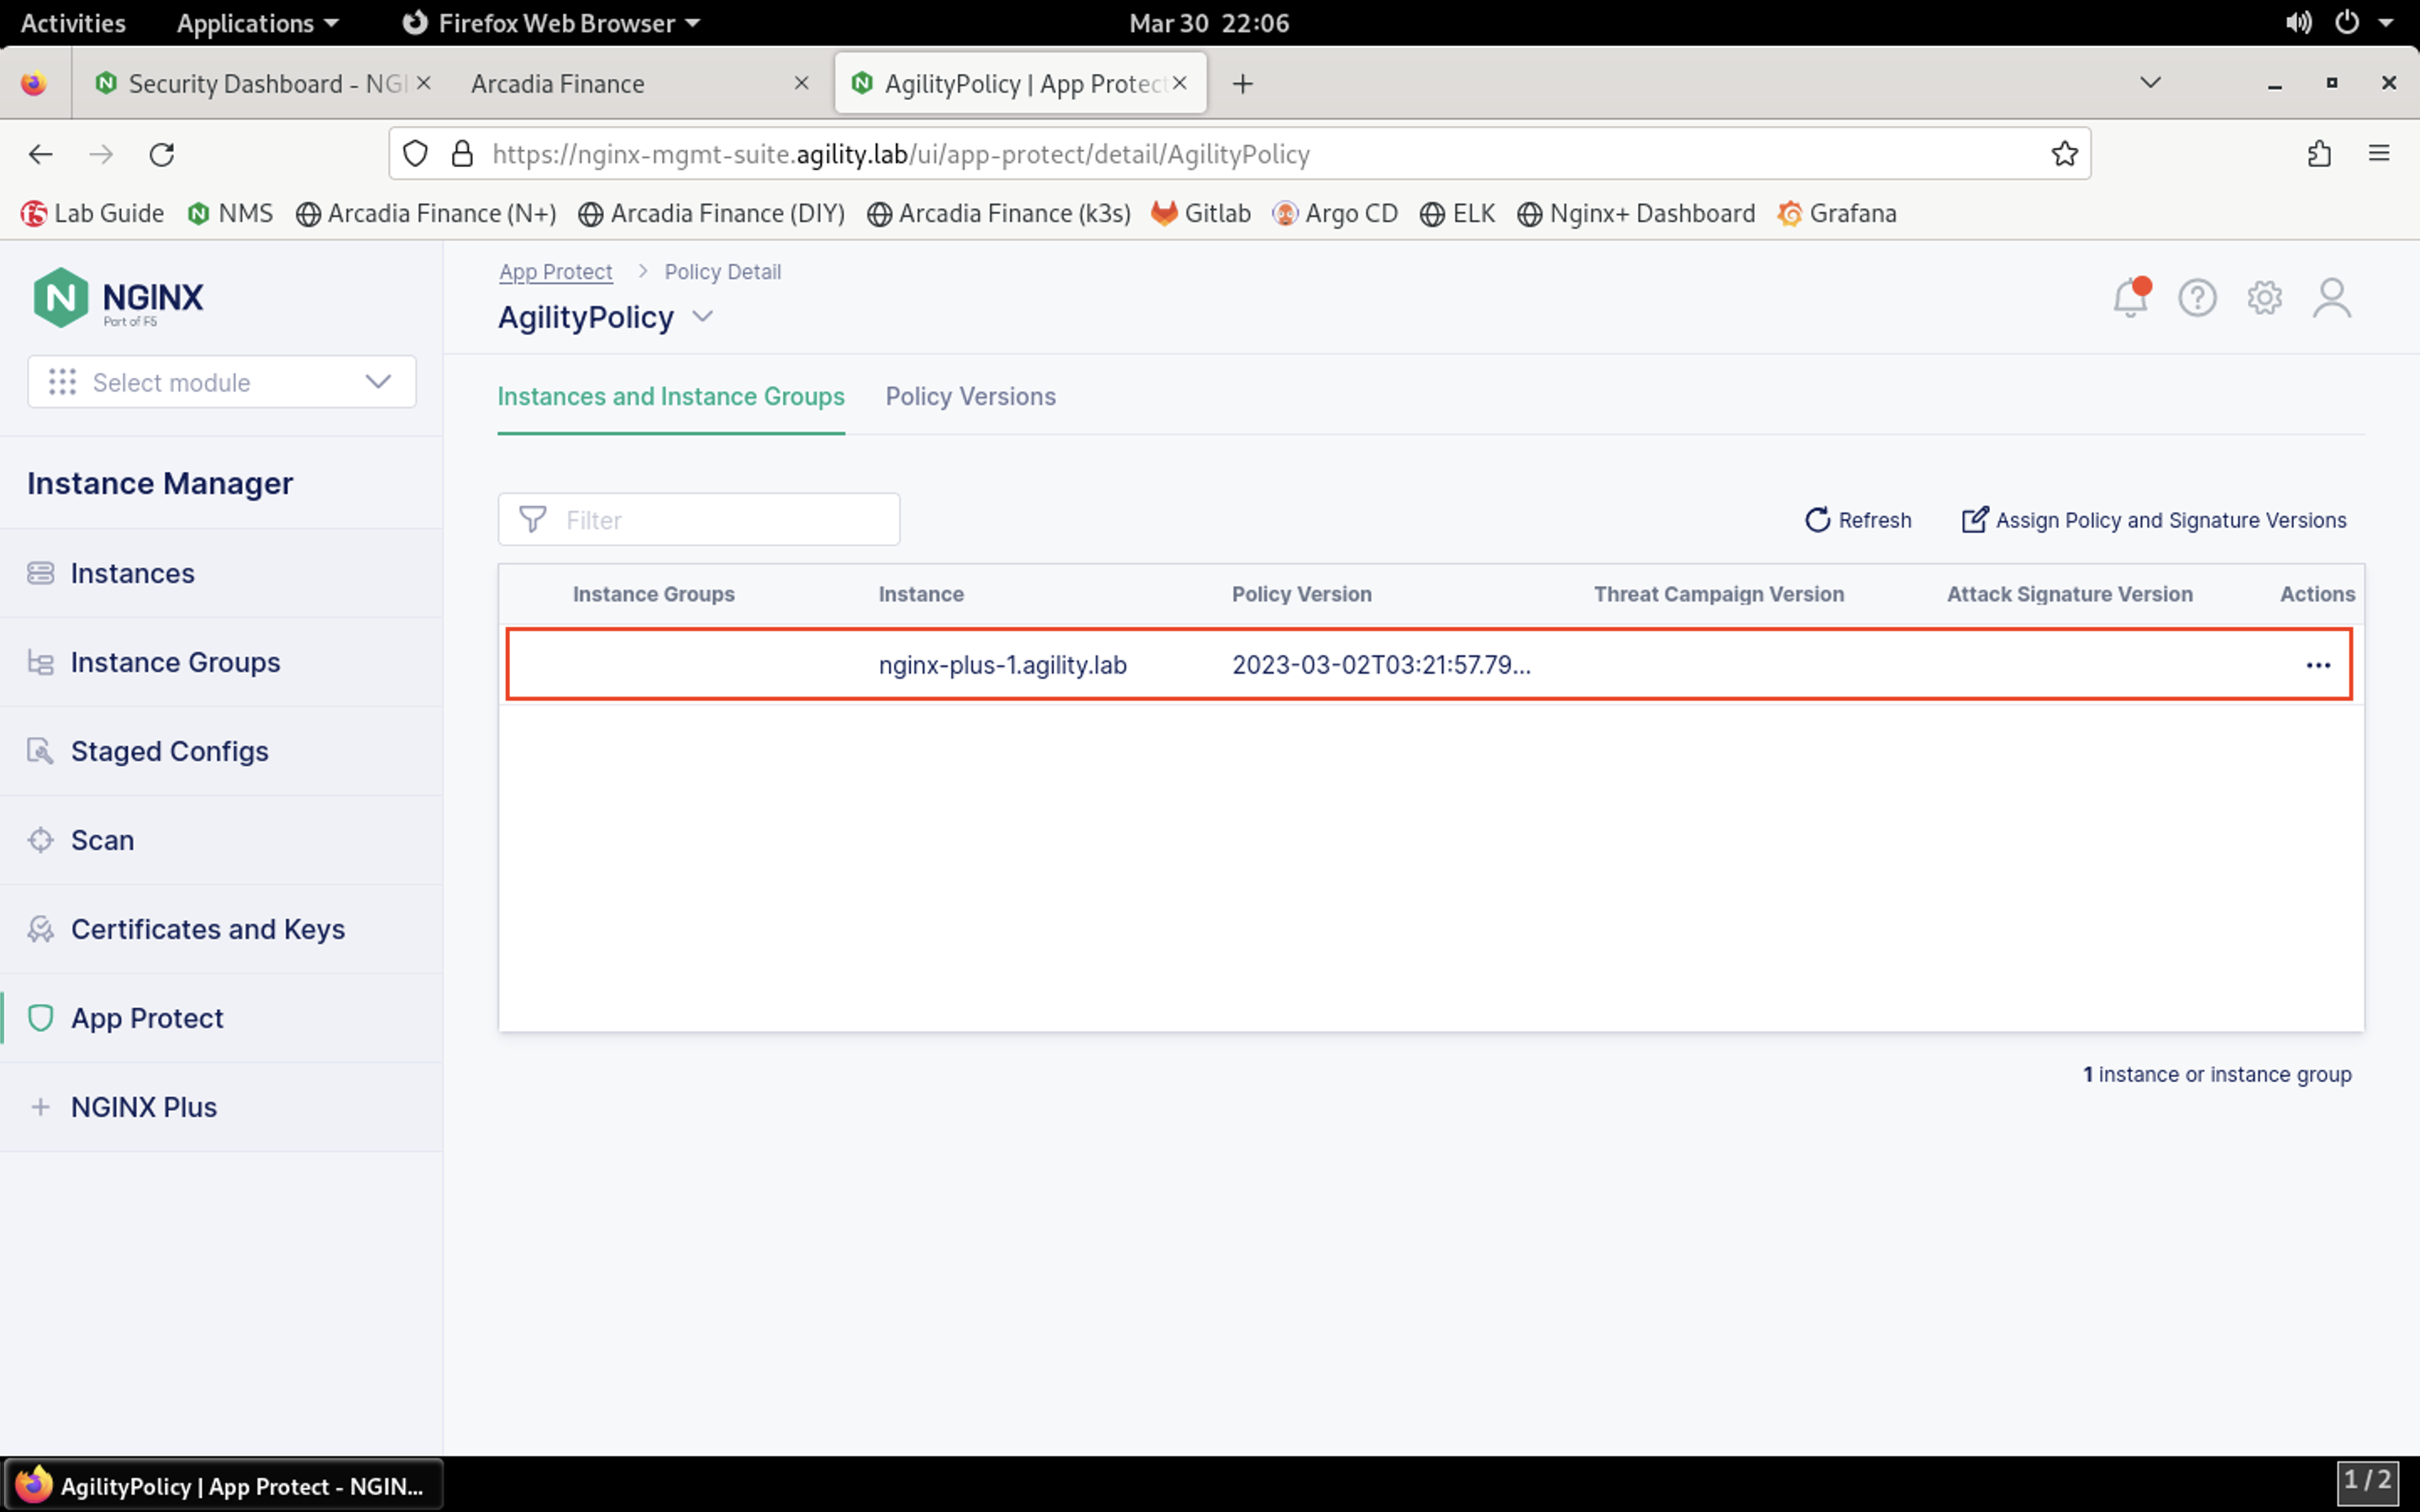 Activities Applications Firefox Web Browser Mar 30 22:06
Security Dashboard - NGI Arcadia Finance AgilityPolicy | App Protect
https://nginx-mgmt-suite.agility.lab/ui/app-protect/detail/AgilityPolicy
Lab Guide NMS Arcadia Finance (N+) Arcadia Finance (DIY) Arcadia Finance (k3s) Gitlab Argo CD ELK Nginx+ Dashboard Grafana
NGINX
Part of F5
Select module
Instance Manager
Instances
Instance Groups
Staged Configs
Scan
Certificates and Keys
App Protect
NGINX Plus
App Protect > Policy Detail
AgilityPolicy
Instances and Instance Groups Policy Versions
Filter Refresh Assign Policy and Signature Versions
Instance Groups Instance Policy Version Threat Campaign Version Attack Signature Version Actions
nginx-plus-1.agility.lab 2023-03-02T03:21:57.79... ...
1 instance or instance group
AgilityPolicy | App Protect - NGIN... 1 / 2